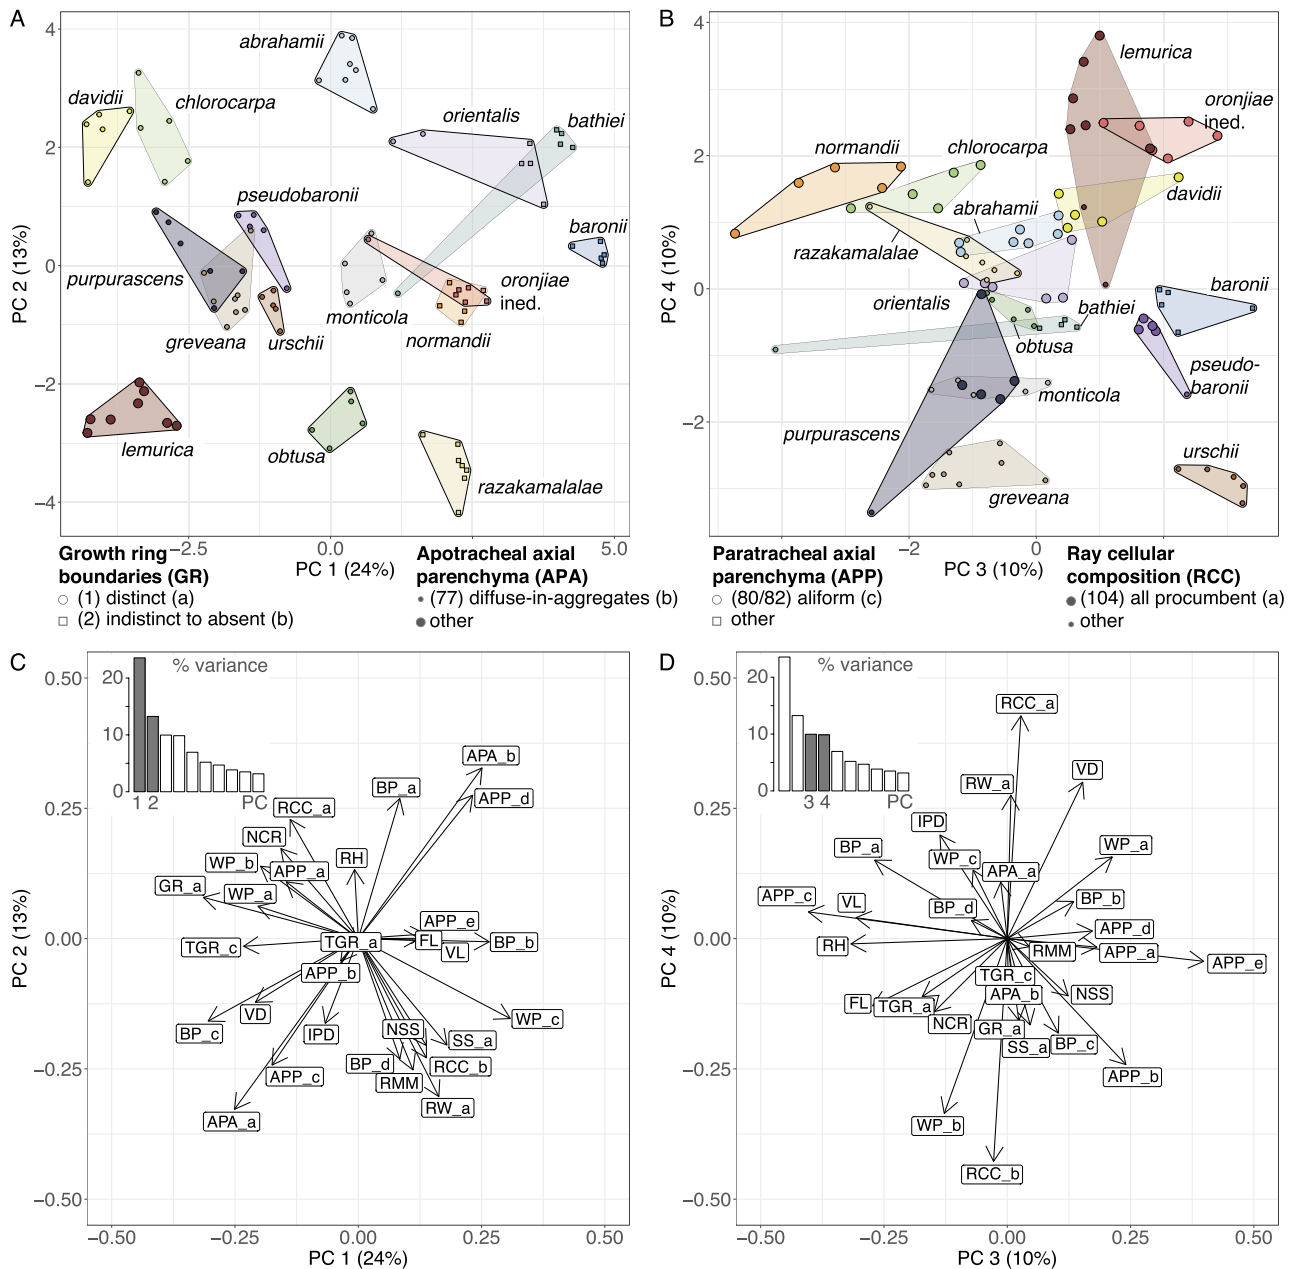 A
4
2
0
−2
−4
PC 2 (13%)
abrahamii
davidii
chlorocarpa
orientalis
bathiei
pseudobaronii
baronii
purpurascens
oronjiae
ined.
monticola
greveana
urschii
normandii
lemurica
obtusa
razakamalalae
−2.5
0.0
5.0
PC 1 (24%)
Growth ring
boundaries (GR)
(1) distinct (a)
(2) indistinct to absent (b)
Apotracheal axial
parenchyma (APA)
(77) diffuse-in-aggregates (b)
other
B
4
2
0
−2
PC 4 (10%)
lemurica
oronjiae
ined.
normandii
chlorocarpa
davidii
abrahamii
razakamalalae
orientalis
bathiei
baronii
obtusa
pseudo-
baronii
monticola
purpurascens
urschii
greveana
−2
0
PC 3 (10%)
Paratracheal axial
parenchyma (APP)
(80/82) aliform (c)
other
Ray cellular
composition (RCC)
(104) all procumbent (a)
other
C
0.50
0.25
0.00
−0.25
−0.50
PC 2 (13%)
% variance
20
10
0
1 2
PC
APA_b
BP_a
APP_d
RCC_a
NCR
WP_b
APP_a
RH
GR_a
WP_a
APP_e
TGR_c
TGR_a
FL
BP_b
VL
APP_b
VD
BP_c
IPD
NSS
WP_c
SS_a
BP_d
RCC_b
APP_c
RMM
RW_a
APA_a
−0.50
−0.25
0.00
0.25
0.50
PC 1 (24%)
D
0.50
0.25
0.00
−0.25
−0.50
PC 4 (10%)
% variance
20
10
0
3 4
PC
RCC_a
RW_a
VD
IPD
BP_a
WP_c
WP_a
APA_a
APP_c
VL
BP_d
BP_b
APP_d
RH
RMM
APP_a
APP_e
TGR_c
FL
TGR_a
APA_b
NSS
NCR
GR_a
SS_a
BP_c
APP_b
WP_b
RCC_b
−0.50
−0.25
0.00
0.25
0.50
PC 3 (10%)